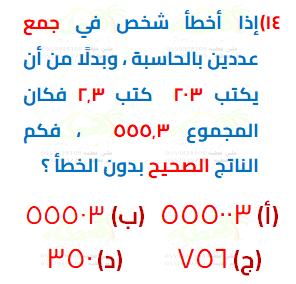 ١٤) إذا أخطأ شخص في جمع
عددين بالحاسبة ، وبدلًا من أن
يكتب ٢٠٣ كتب ٢,٣ فكان
المجموع ٥٥٥,٣ ، فكم
الناتج الصحيح بدون الخطأ ؟
(أ) ٥٥٥٠٠٣ (ب) ٥٥٥٠٣
(ج) ٧٥٦ (د) ٣٥٠